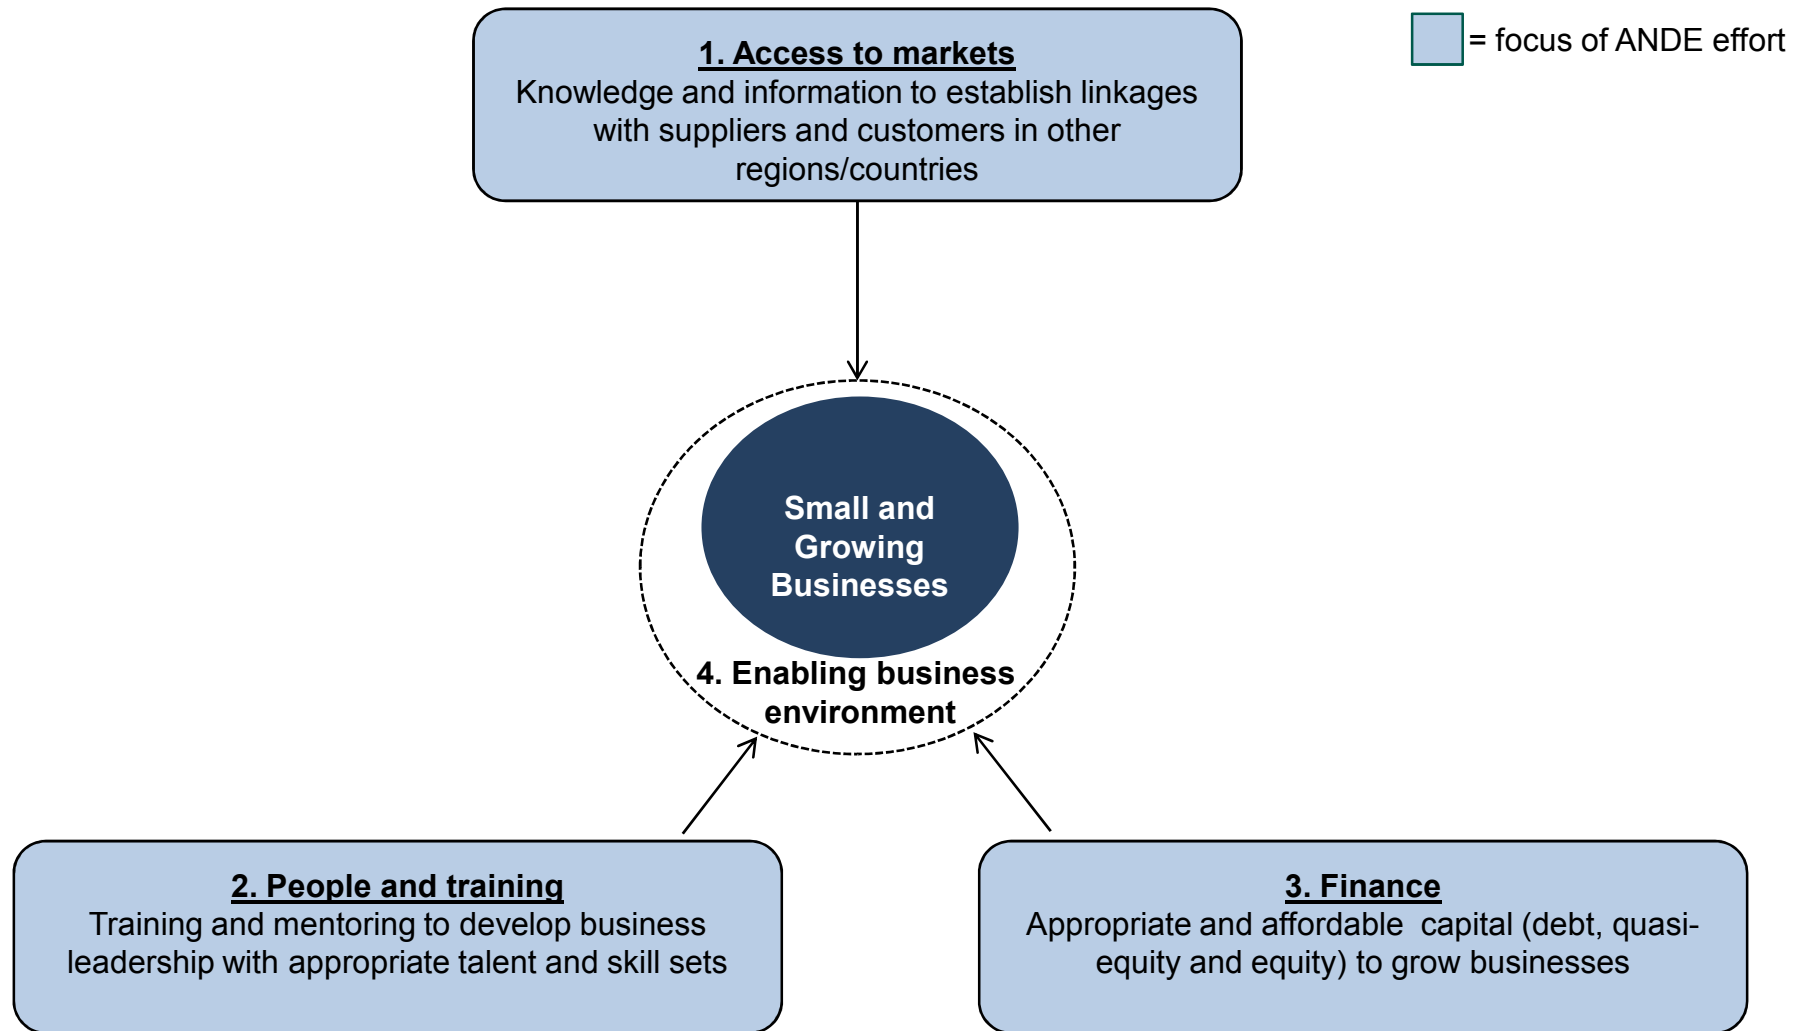 1. Access to markets
Knowledge and information to establish linkages
with suppliers and customers in other
regions/countries
= focus of ANDE effort
Small and
Growing
Businesses
4. Enabling business
environment
2. People and training
Training and mentoring to develop business
leadership with appropriate talent and skill sets
3. Finance
Appropriate and affordable capital (debt, quasi-
equity and equity) to grow businesses